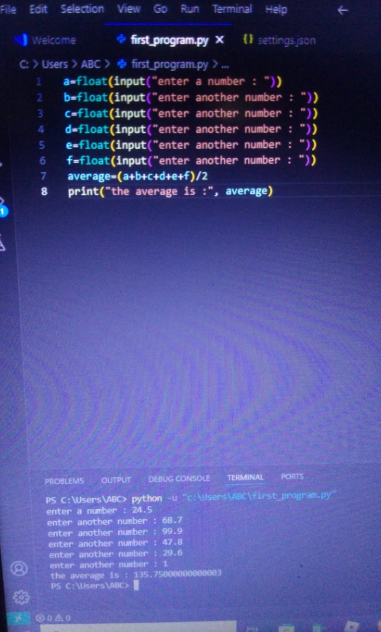 File Edit Selection View Go Run Terminal Help
Welcome first_program.py settings.json
C: > Users > ABC > first_program.py > ...
1 a=float(input("enter a number : "))
2 b=float(input("enter another number : "))
3 c=float(input("enter another number : "))
4 d=float(input("enter another number : "))
5 e=float(input("enter another number : "))
6 f=float(input("enter another number : "))
7 average=(a+b+c+d+e+f)/2
8 print("the average is :", average)
1
PROBLEMS OUTPUT DEBUG CONSOLE TERMINAL PORTS
PS C:\Users\ABC> python -u "c:\Users\ABC\first_program.py"
enter a number : 24.5
enter another number : 68.7
enter another number : 99.9
enter another number : 47.8
enter another number : 29.6
enter another number : 1
the average is : 135.75000000000003
PS C:\Users\ABC>
0 0